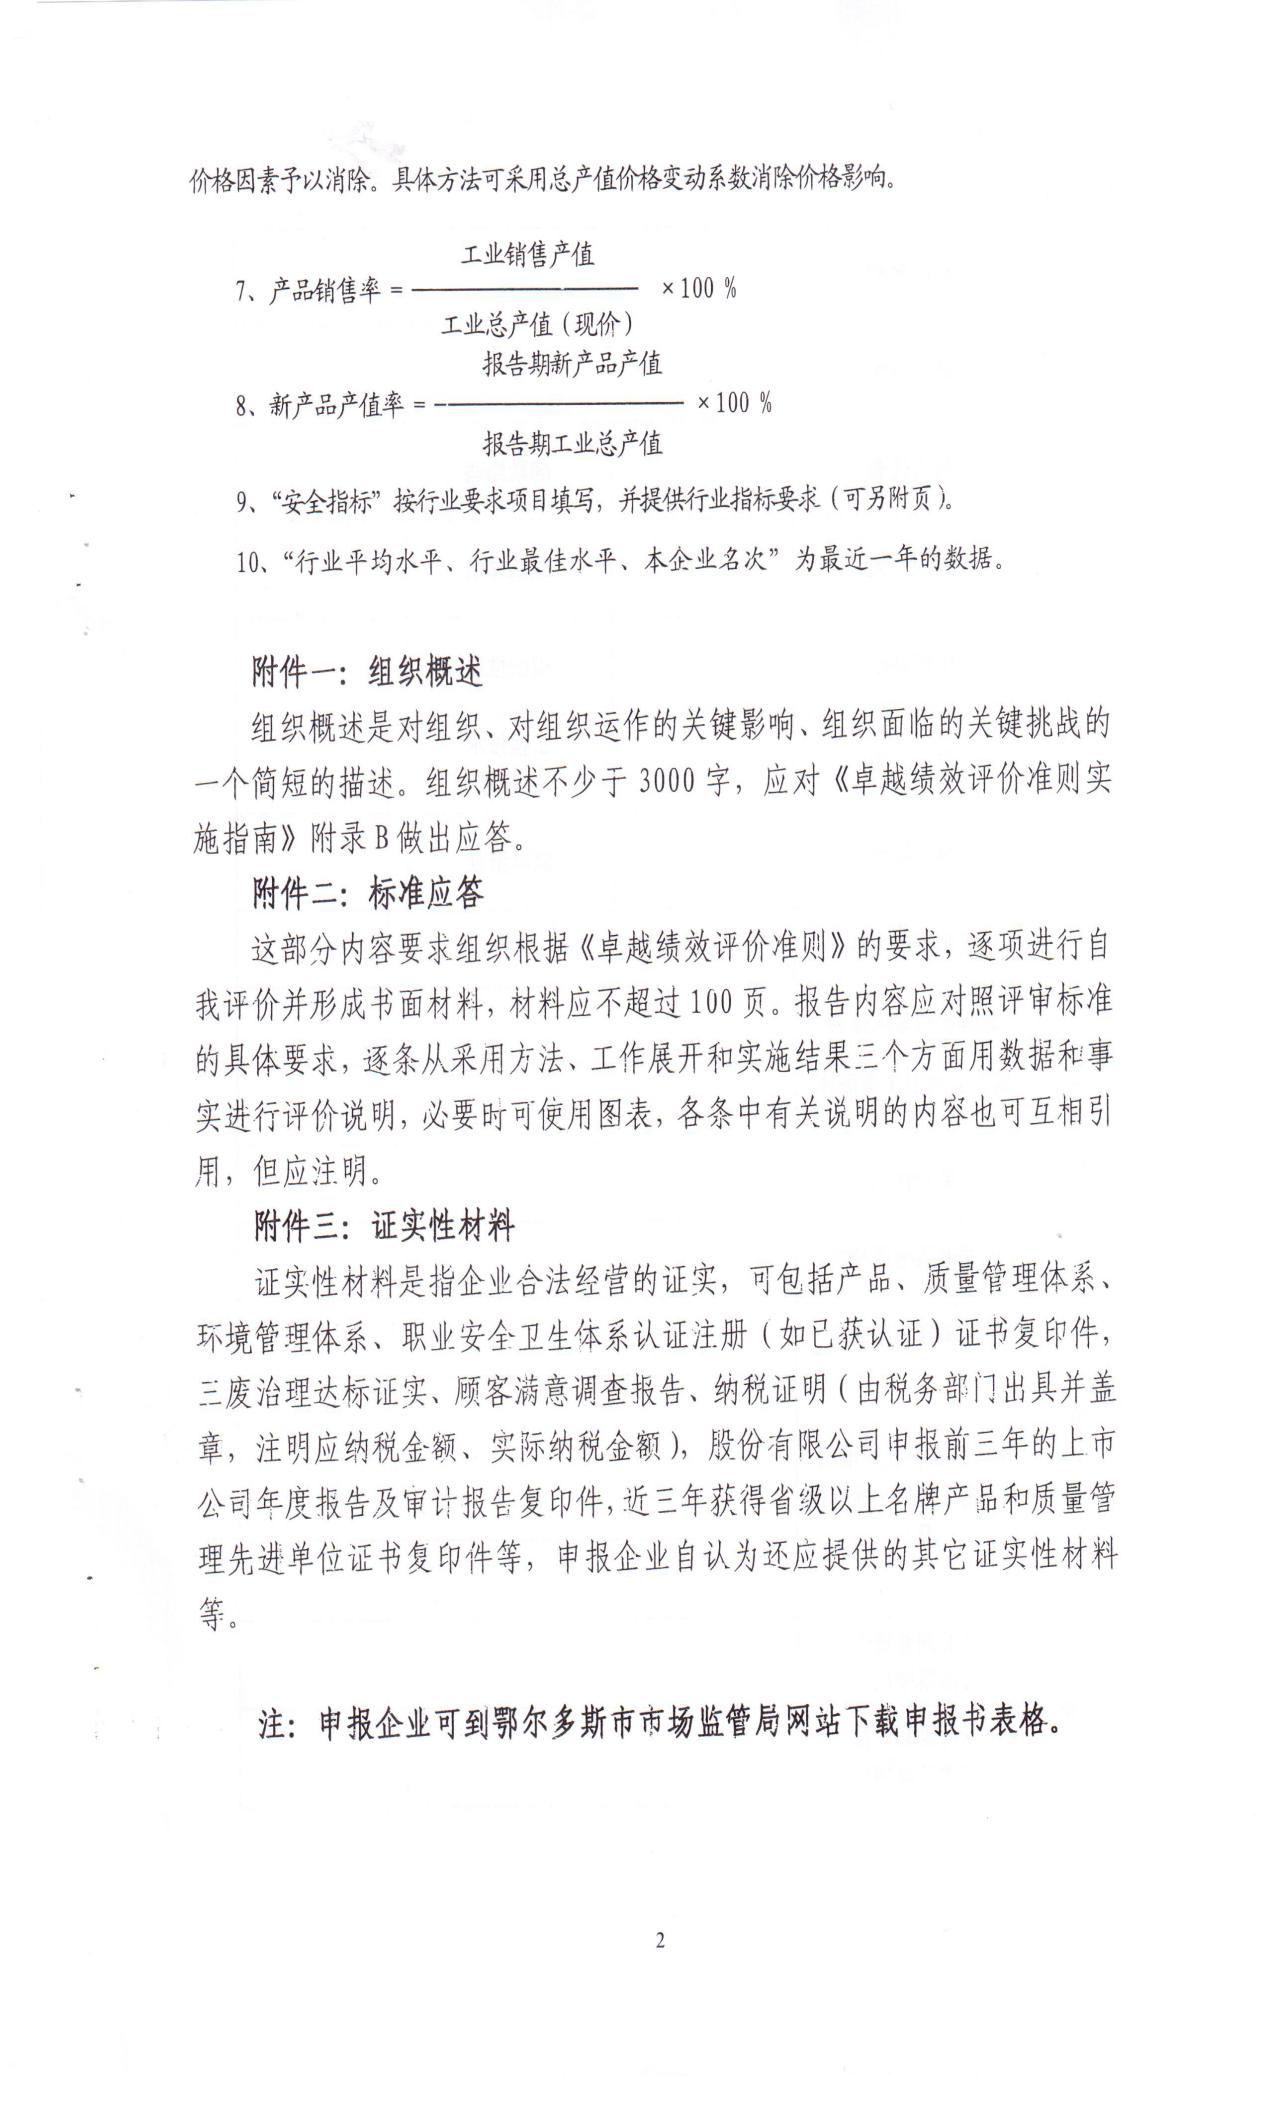 价格因素予以消除。具体方法可采用总产值价格变动系数消除价格影响。
工业销售产值
7、产品销售率 = ×100 %
工业总产值（现价）
报告期新产品产值
8、新产品产值率 = ×100 %
报告期工业总产值
9、“安全指标”按行业要求项目填写，并提供行业指标要求（可另附页）。
10、“行业平均水平、行业最佳水平、本企业名次”为最近一年的数据。
附件一：组织概述
组织概述是对组织、对组织运作的关键影响、组织面临的关键挑战的
一个简短的描述。组织概述不少于 3000 字，应对《卓越绩效评价准则实
施指南》附录 B 做出应答。
附件二：标准应答
这部分内容要求组织根据《卓越绩效评价准则》的要求，逐项进行自
我评价并形成书面材料，材料应不超过 100 页。报告内容应对照评审标准
的具体要求，逐条从采用方法、工作展开和实施结果三个方面用数据和事
实进行评价说明，必要时可使用图表，各条中有关说明的内容也可互相引
用，但应注明。
附件三：证实性材料
证实性材料是指企业合法经营的证实，可包括产品、质量管理体系、
环境管理体系、职业安全卫生体系认证注册（如已获认证）证书复印件，
三废治理达标证实、顾客满意调查报告、纳税证明（由税务部门出具并盖
章，注明应纳税金额、实际纳税金额），股份有限公司申报前三年的上市
公司年度报告及审计报告复印件，近三年获得省级以上名牌产品和质量管
理先进单位证书复印件等，申报企业自认为还应提供的其它证实性材料
等。
注：申报企业可到鄂尔多斯市市场监管局网站下载申报书表格。
2